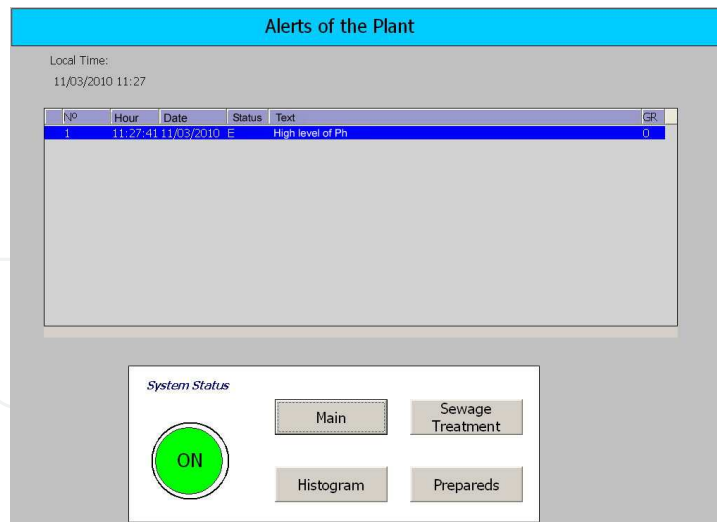 Alerts of the Plant
Local Time:
11/03/2010 11:27
Nº Hour Date Status Text GR
1 11:27:41 11/03/2010 E High level of Ph 0
System Status
ON
Main
Sewage
Treatment
Histogram
Prepareds